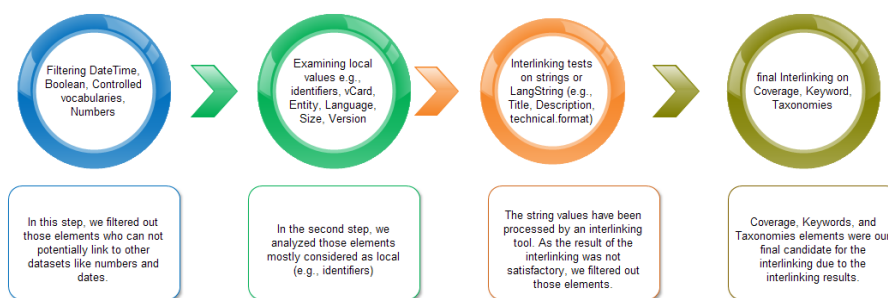 Filtering DateTime,
Boolean, Controlled
vocabularies,
Numbers
Examining local
values e.g.,
identifiers, vCard,
Entity, Language,
Size, Version
Interlinking tests
on strings or
LangString (e.g.,
Title, Description,
technical.format)
final Interlinking on
Coverage, Keyword,
Taxonomies
In this step, we filtered out
those elements who can not
potentially link to other
datasets like numbers and
dates.
In the second step, we
analyzed those elements
mostly considered as local
(e.g., identifiers)
The string values have been
processed by an interlinking
tool. As the result of the
interlinking was not
satisfactory, we filtered out
those elements.
Coverage, Keywords, and
Taxonomies elements were our
final candidate for the
interlinking due to the
interlinking results.